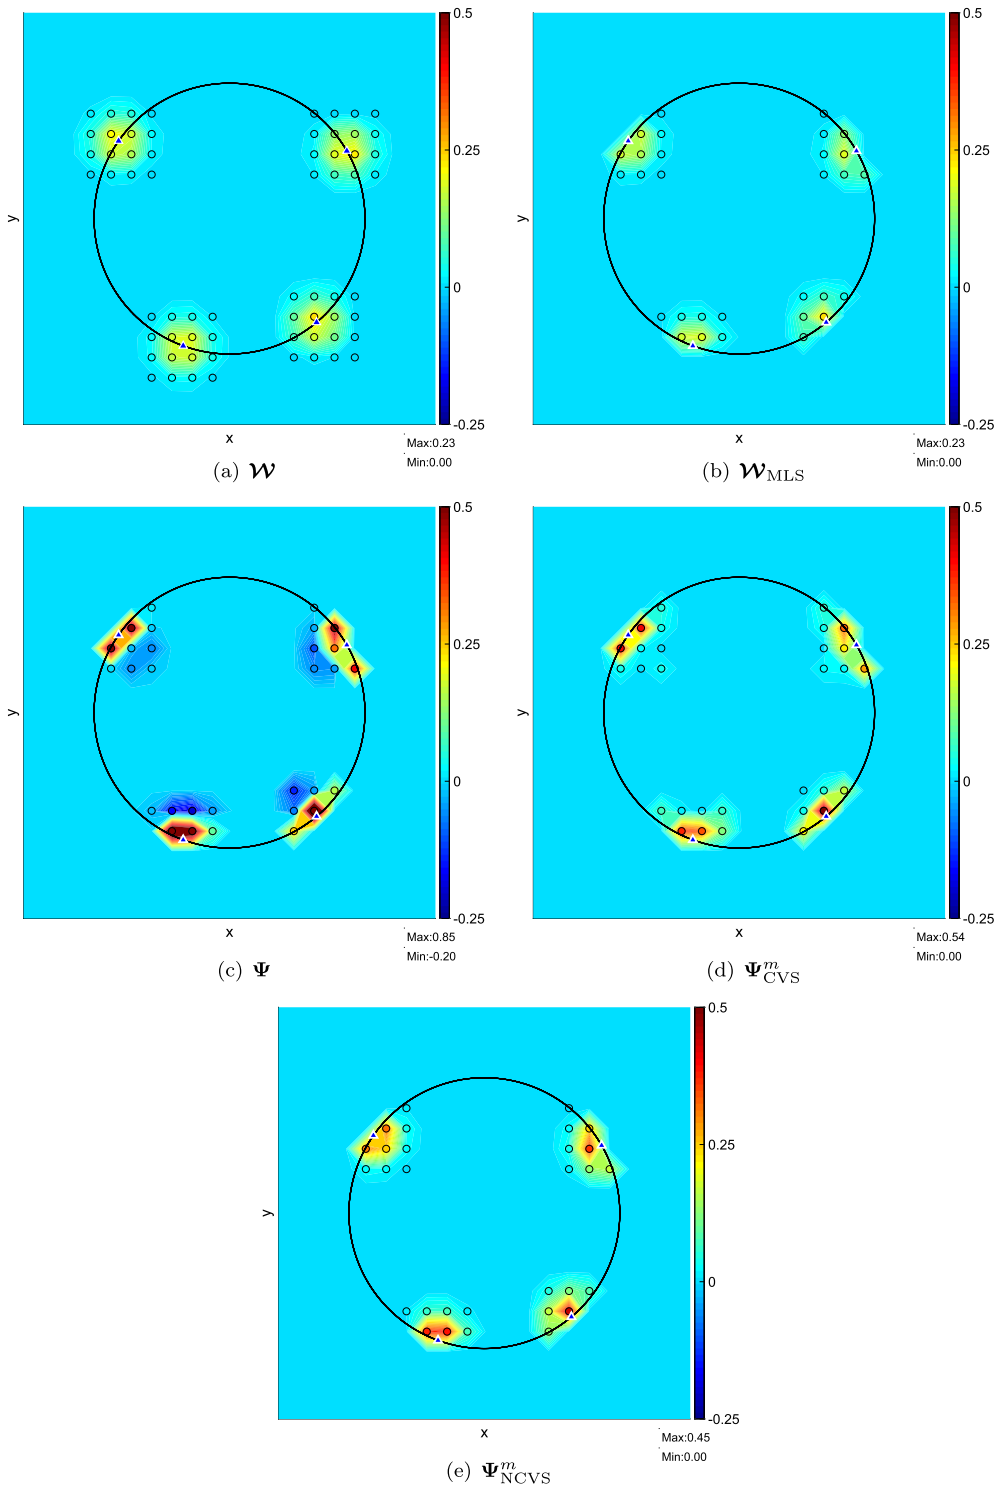 0.5
0.25
0
-0.25
y
x
Max:0.23
Min:0.00
(a) 𝓦
0.5
0.25
0
-0.25
y
x
Max:0.23
Min:0.00
(b) 𝓦MLS
0.5
0.25
0
-0.25
y
x
Max:0.85
Min:-0.20
(c) Ψ
0.5
0.25
0
-0.25
y
x
Max:0.54
Min:0.00
(d) Ψ^m_CVS
0.5
0.25
0
-0.25
y
x
Max:0.45
Min:0.00
(e) Ψ^m_NCVS